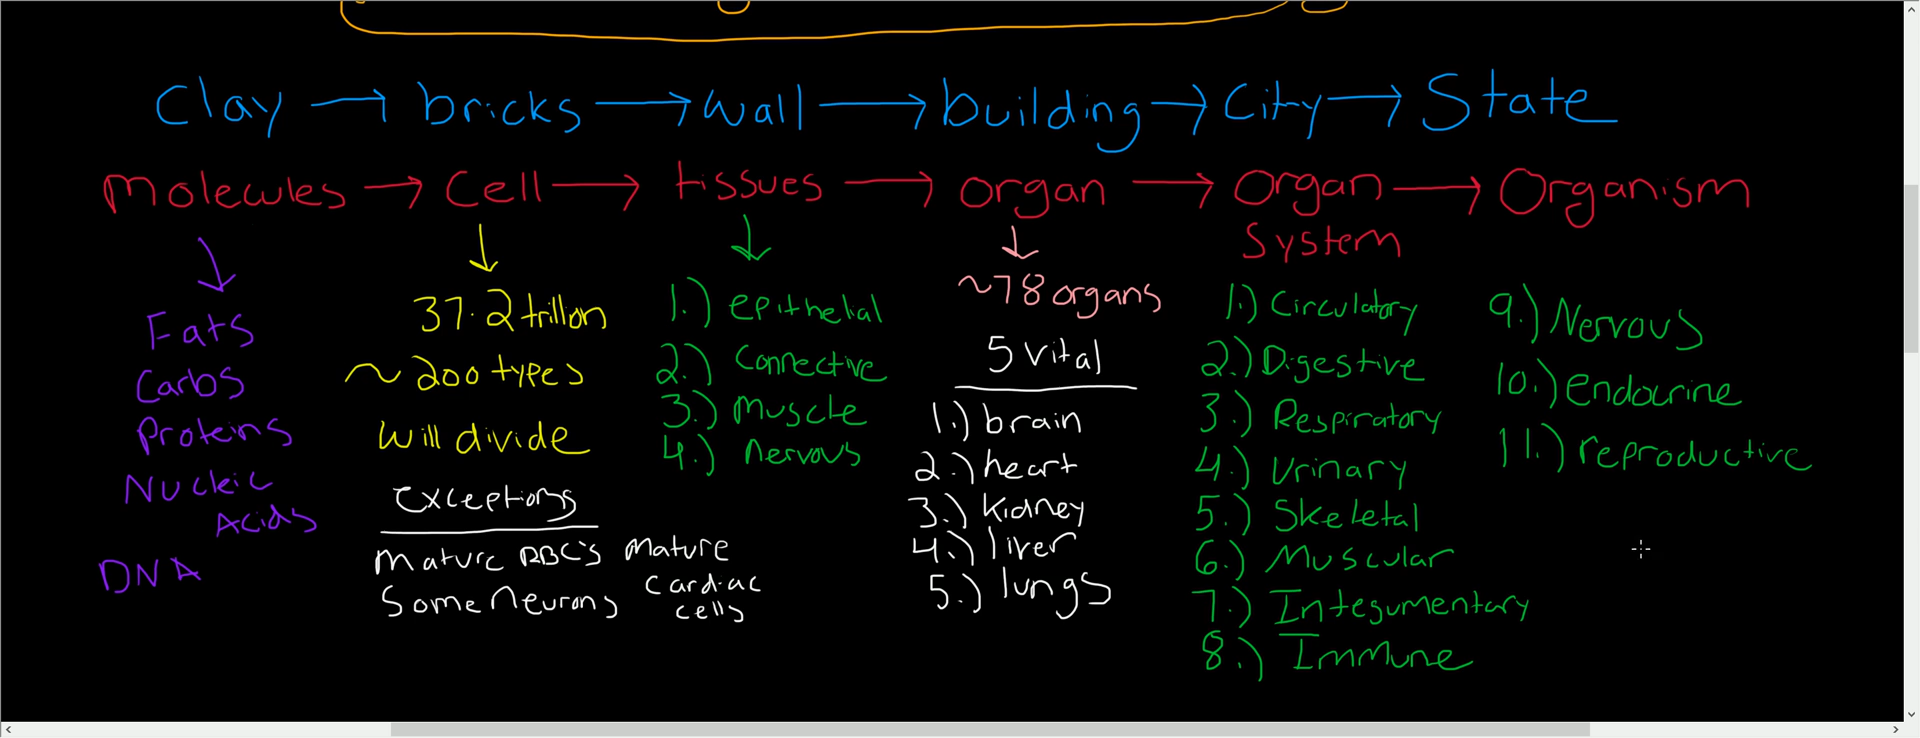 Clay → bricks → Wall → building → City → State
Molecules → Cell → tissues → organ → Organ System → Organism
Fats
Carbs
Proteins
Nucleic
Acids
DNA
37.2 trillon
~ 200 types
Will divide
Exceptions
Mature RBC's
Some Neurons
Mature
Cardiac
cells
1.) epithelial
2.) Connective
3.) Muscle
4.) Nervous
~78 organs
5 vital
1.) brain
2.) heart
3.) kidney
4.) liver
5.) lungs
1.) Circulatory
2.) Digestive
3.) Respiratory
4.) Urinary
5.) Skeletal
6.) Muscular
7.) Integumentary
8.) Immune
9.) Nervous
10.) Endocrine
11.) reproductive